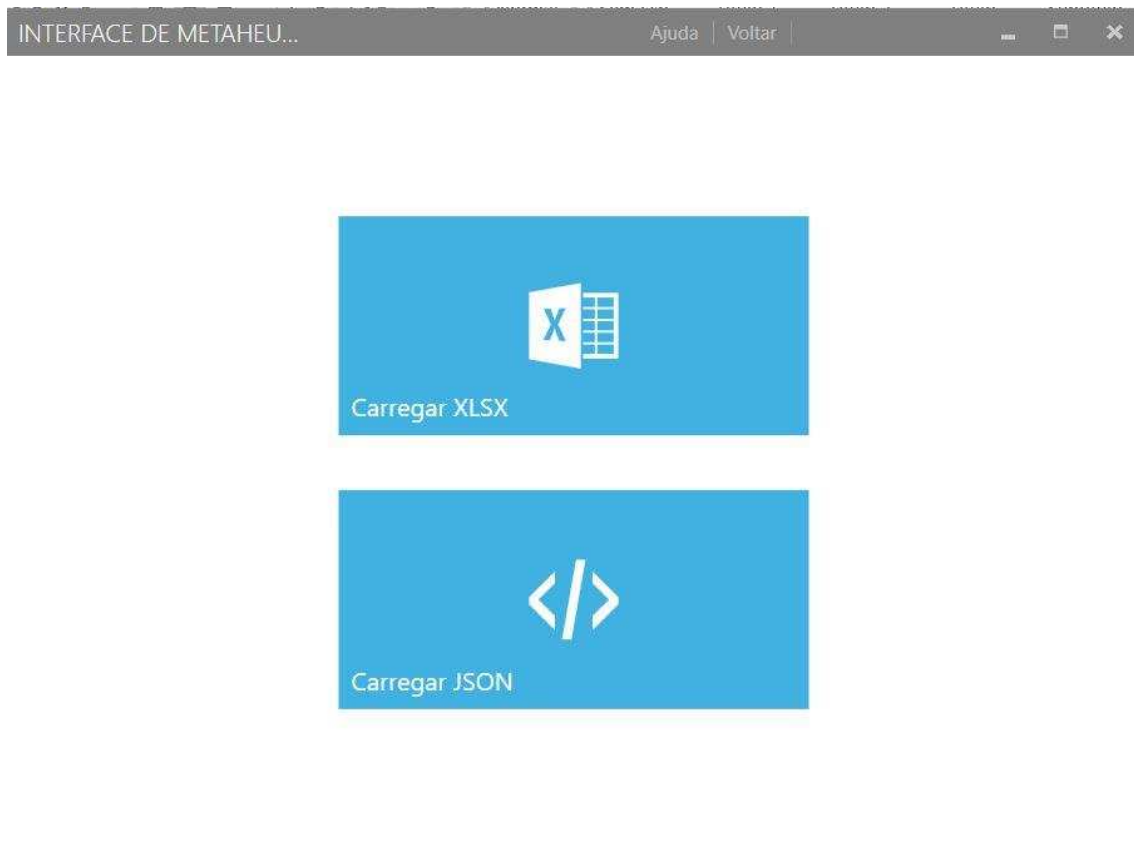 INTERFACE DE METAHEU...
Ajuda | Voltar |
X
Carregar XLSX
</>
Carregar JSON